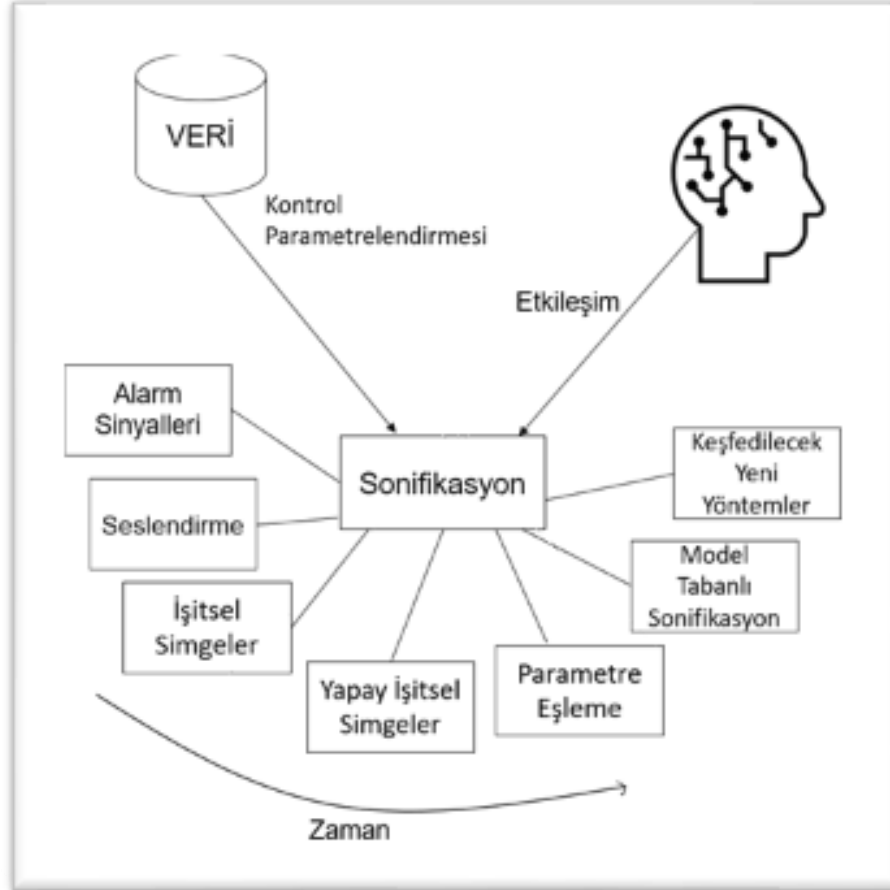 VERİ
Kontrol
Parametrelendirmesi
Etkileşim
Alarm
Sinyalleri
Sonifikasyon
Keşfedilecek
Yeni
Yöntemler
Seslendirme
Model
Tabanlı
Sonifikasyon
İşitsel
Simgeler
Yapay İşitsel
Simgeler
Parametre
Eşleme
Zaman